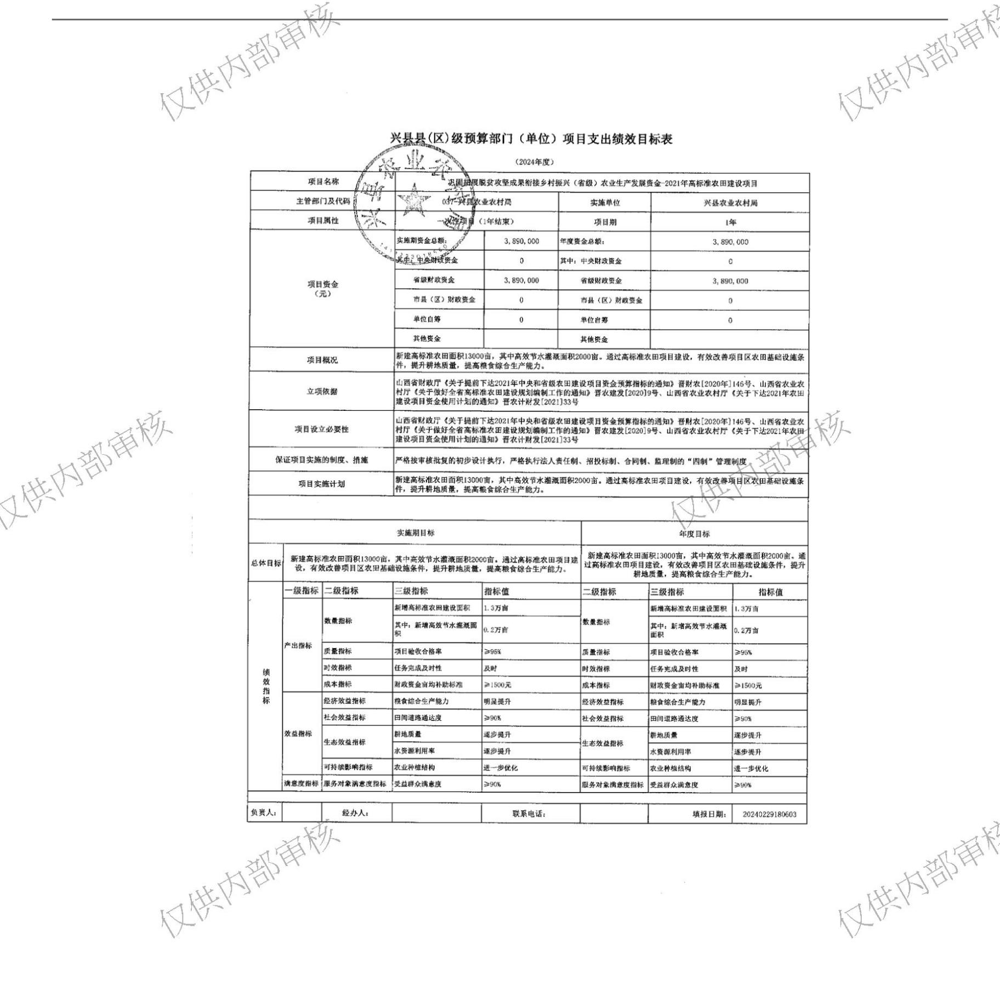 兴县县(区)级预算部门（单位）项目支出绩效目标表
（2024年度）
项目名称 巩固拓展脱贫攻坚成果衔接乡村振兴（省级）农业生产发展资金-2021年高标准农田建设项目
主管部门及代码 037-兴县农业农村局 实施单位 兴县农业农村局
项目属性 一次性项目（1年结束） 项目期 1年
项目资金
（元）
实施期资金总额： 3,890,000 年度资金总额： 3,890,000
其中：中央财政资金 0 其中：中央财政资金 0
省级财政资金 3,890,000 省级财政资金 3,890,000
市县（区）财政资金 0 市县（区）财政资金 0
单位自筹 0 单位自筹 0
其他资金 其他资金
项目概况
新建高标准农田面积13000亩，其中高效节水灌溉面积2000亩。通过高标准农田项目建设，有效改善项目区农田基础设施条
件，提升耕地质量，提高粮食综合生产能力。
立项依据
山西省财政厅《关于提前下达2021年中央和省级农田建设项目资金预算指标的通知》晋财农[2020年]146号、山西省农业农
村厅《关于做好全省高标准农田建设规划编制工作的通知》晋农建发[2020]9号、山西省农业农村厅《关于下达2021年农田
建设项目资金使用计划的通知》晋农计财发[2021]33号
项目设立必要性
山西省财政厅《关于提前下达2021年中央和省级农田建设项目资金预算指标的通知》晋财农[2020年]146号、山西省农业农
村厅《关于做好全省高标准农田建设规划编制工作的通知》晋农建发[2020]9号、山西省农业农村厅《关于下达2021年农田
建设项目资金使用计划的通知》晋农计财发[2021]33号
保证项目实施的制度、措施 严格按审核批复的初步设计执行，严格执行法人责任制、招投标制、合同制、监理制的“四制”管理制度
项目实施计划
新建高标准农田面积13000亩，其中高效节水灌溉面积2000亩。通过高标准农田项目建设，有效改善项目区农田基础设施条
件，提升耕地质量，提高粮食综合生产能力。
实施期目标 年度目标
总体目标
新建高标准农田面积13000亩，其中高效节水灌溉面积2000亩。通过高标准农田项目建
设，有效改善项目区农田基础设施条件，提升耕地质量，提高粮食综合生产能力。
新建高标准农田面积13000亩，其中高效节水灌溉面积2000亩。通
过高标准农田项目建设，有效改善项目区农田基础设施条件，提升
耕地质量，提高粮食综合生产能力。
绩效指标
一级指标 二级指标 三级指标 指标值 二级指标 三级指标 指标值
产出指标 数量指标 新增高标准农田建设面积 1.3万亩 数量指标 新增高标准农田建设面积 1.3万亩
其中：新增高效节水灌溉面积 0.2万亩 其中：新增高效节水灌溉面积 0.2万亩
质量指标 项目验收合格率 ≥95% 质量指标 项目验收合格率 ≥95%
时效指标 任务完成及时性 及时 时效指标 任务完成及时性 及时
成本指标 财政资金亩均补助标准 ≥1500元 成本指标 财政资金亩均补助标准 ≥1500元
效益指标 经济效益指标 粮食综合生产能力 明显提升 经济效益指标 粮食综合生产能力 明显提升
社会效益指标 田间道路通达度 ≥90% 社会效益指标 田间道路通达度 ≥90%
生态效益指标 耕地质量 逐步提升 生态效益指标 耕地质量 逐步提升
水资源利用率 逐步提升 水资源利用率 逐步提升
可持续影响指标 农业种植结构 进一步优化 可持续影响指标 农业种植结构 进一步优化
满意度指标 服务对象满意度指标 受益群众满意度 ≥90% 服务对象满意度指标 受益群众满意度 ≥90%
负责人： 经办人： 联系电话： 填报日期： 20240229180603
兴县农业农村局
仅供内部审核
仅供内部审核
仅供内部审核
仅供内部审核
仅供内部审核
仅供内部审核